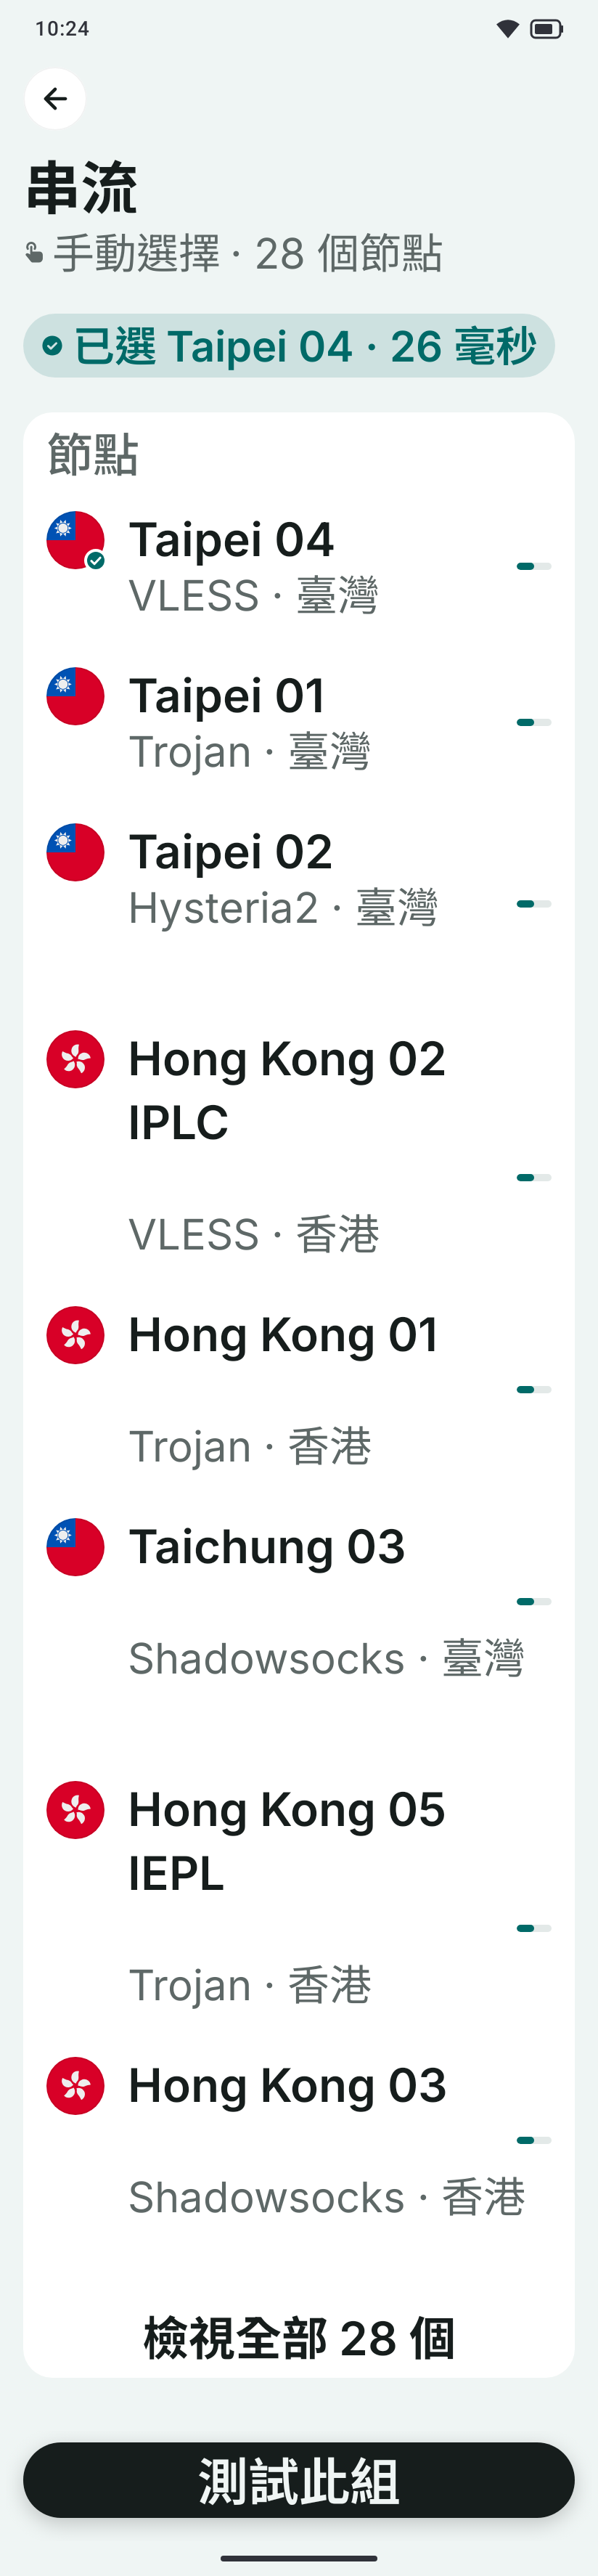 10:24
串流
手動選擇 · 28 個節點
已選 Taipei 04 · 26 毫秒
節點
Taipei 04
VLESS · 臺灣
Taipei 01
Trojan · 臺灣
Taipei 02
Hysteria2 · 臺灣
Hong Kong 02
IPLC
VLESS · 香港
Hong Kong 01
Trojan · 香港
Taichung 03
Shadowsocks · 臺灣
Hong Kong 05
IEPL
Trojan · 香港
Hong Kong 03
Shadowsocks · 香港
檢視全部 28 個
測試此組